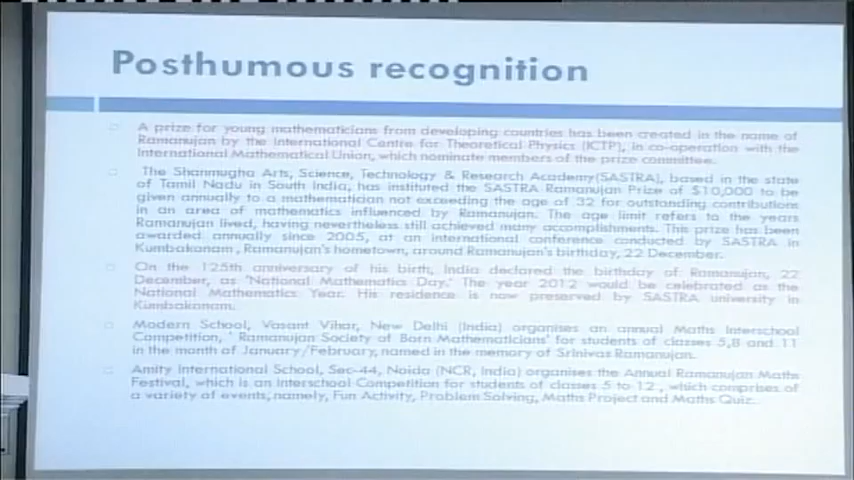 Posthumous recognition
A prize for young mathematicians from developing countries has been created in the name of
Ramanujan by the International Centre for Theoretical Physics (ICTP), in co-operation with the
International Mathematical Union, which nominate members of the prize committee.
The Shanmugha Arts, Science, Technology & Research Academy(SASTRA), based in the state
of Tamil Nadu in South India, has instituted the SASTRA Ramanujan Prize of $10,000 to be
given annually to a mathematician not exceeding the age of 32 for outstanding contributions
in an area of mathematics influenced by Ramanujan. The age limit refers to the years
Ramanujan lived, having nevertheless still achieved many accomplishments. This prize has been
awarded annually since 2005, at an international conference conducted by SASTRA in
Kumbakonam, Ramanujan's hometown, around Ramanujan's birthday, 22 December.
On the 125th anniversary of his birth, India declared the birthday of Ramanujan, 22
December, as 'National Mathematics Day.' The year 2012 would be celebrated as the
National Mathematics Year. His residence is now preserved by SASTRA university in
Kumbakonam.
Modern School, Vasant Vihar, New Delhi (India) organises an annual Maths Interschool
Competition, ' Ramanujan Society of Born Mathematicians' for students of classes 5,8 and 11
in the month of January/February, named in the memory of Srinivas Ramanujan.
Amity International School, Sec-44, Noida (NCR, India) organises the Annual Ramanujan Maths
Festival, which is an Interschool Competition for students of classes 5 to 12 , which comprises of
a variety of events, namely, Fun Activity, Problem Solving, Maths Project and Maths Quiz.